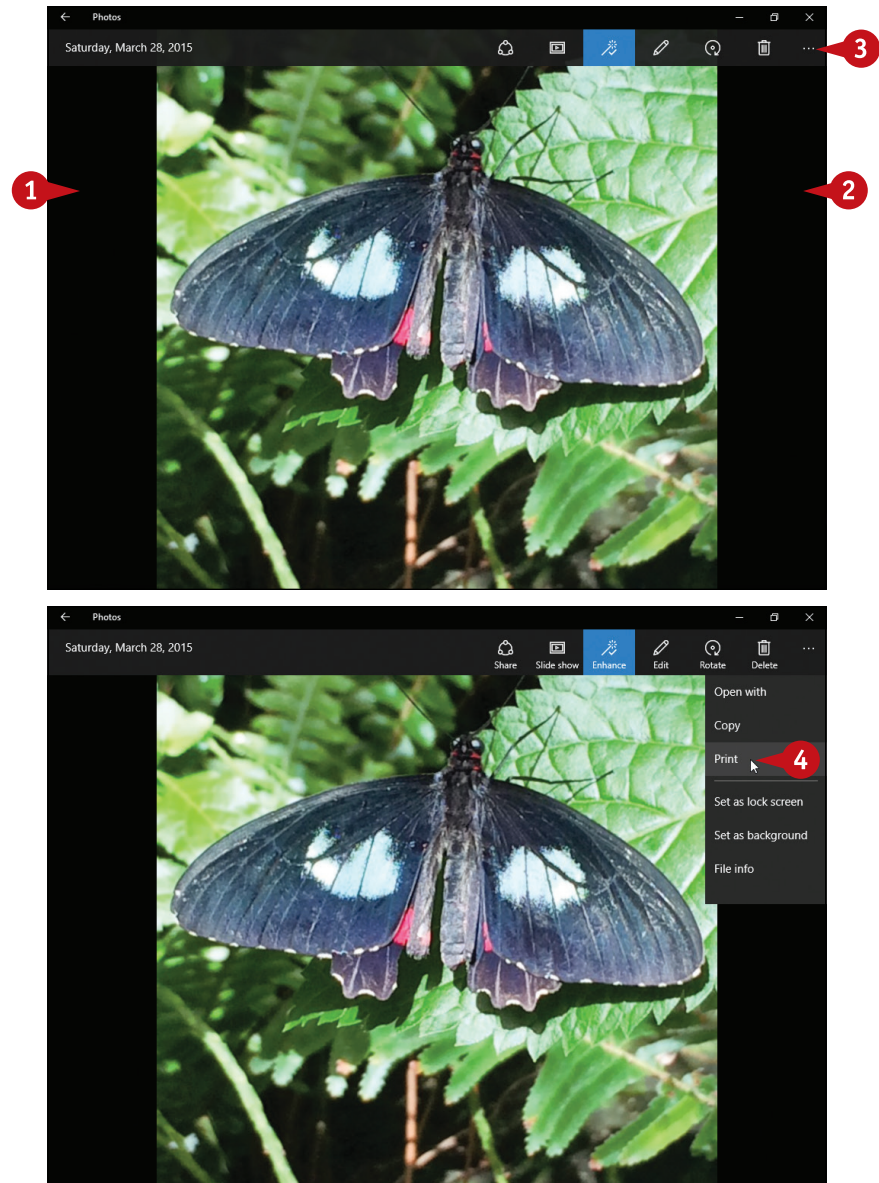 Photos
Saturday, March 28, 2015
3
1
2
Photos
Saturday, March 28, 2015
Share Slide show Enhance Edit Rotate Delete
Open with
Copy
Print
4
Set as lock screen
Set as background
File info